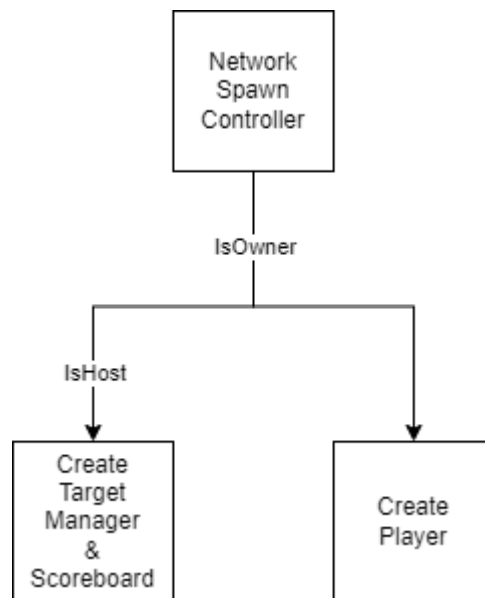 Network
Spawn
Controller
IsOwner
IsHost
Create
Target
Manager
&
Scoreboard
Create
Player